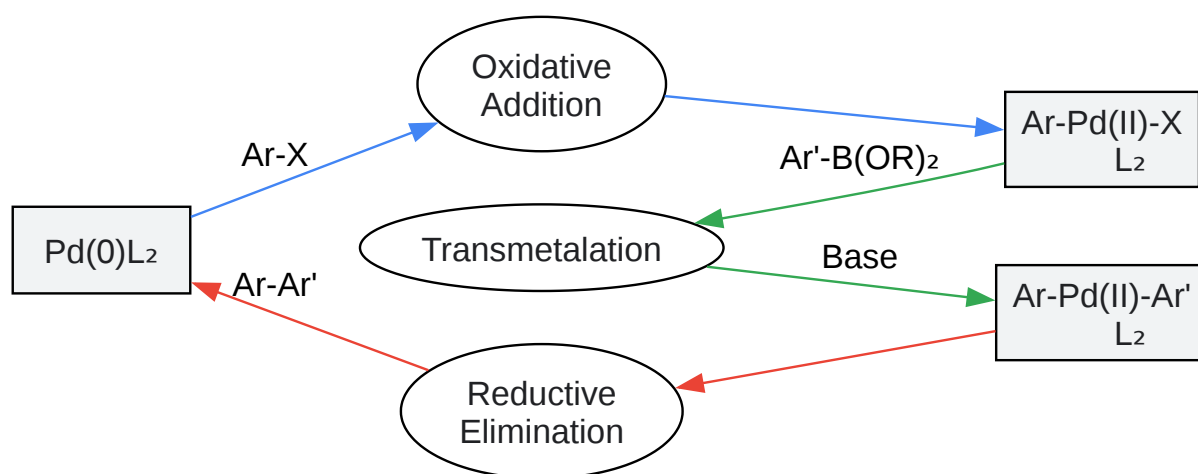 Oxidative
Addition
Ar-X
Ar-Pd(II)-X
L₂
Ar'-B(OR)₂
Pd(0)L₂
Transmetalation
Base
Ar-Ar'
Ar-Pd(II)-Ar'
L₂
Reductive
Elimination